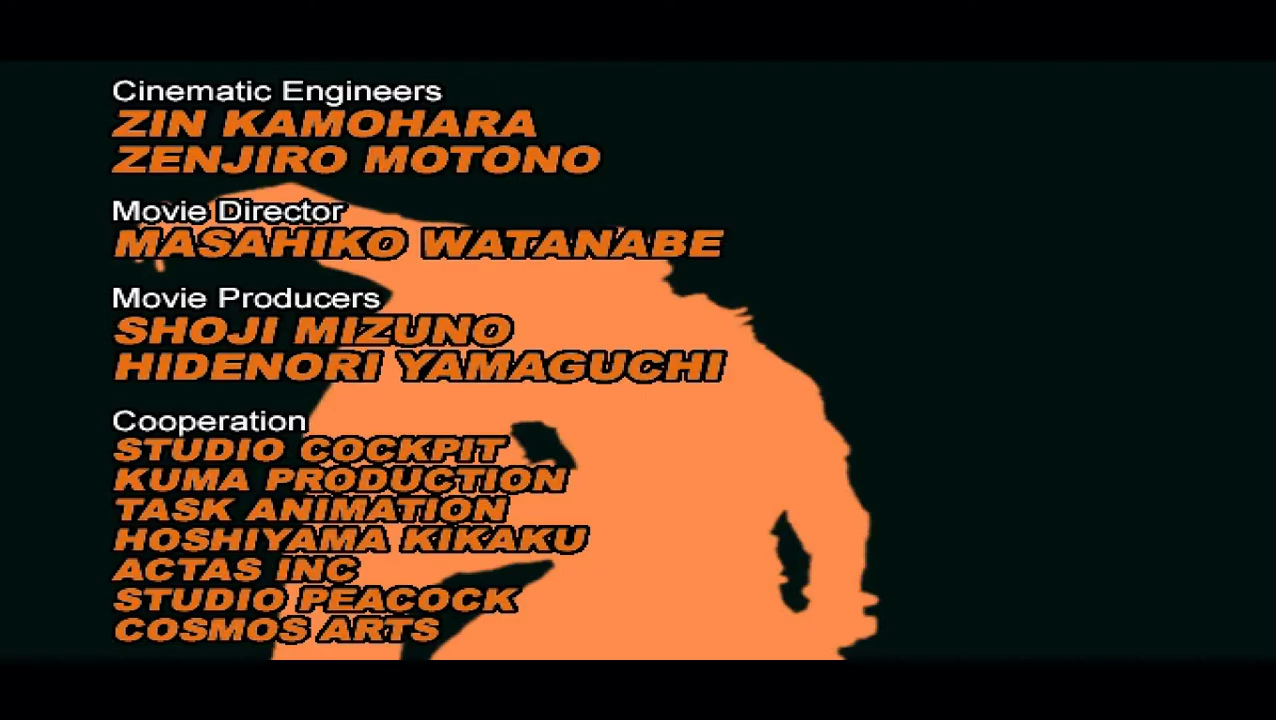 Cinematic Engineers
ZIN KAMOHARA
ZENJIRO MOTONO
Movie Director
MASAHIKO WATANABE
Movie Producers
SHOJI MIZUNO
HIDENORI YAMAGUCHI
Cooperation
STUDIO COCKPIT
KUMA PRODUCTION
TASK ANIMATION
HOSHIYAMA KIKAKU
ACTAS INC
STUDIO PEACOCK
COSMOS ARTS